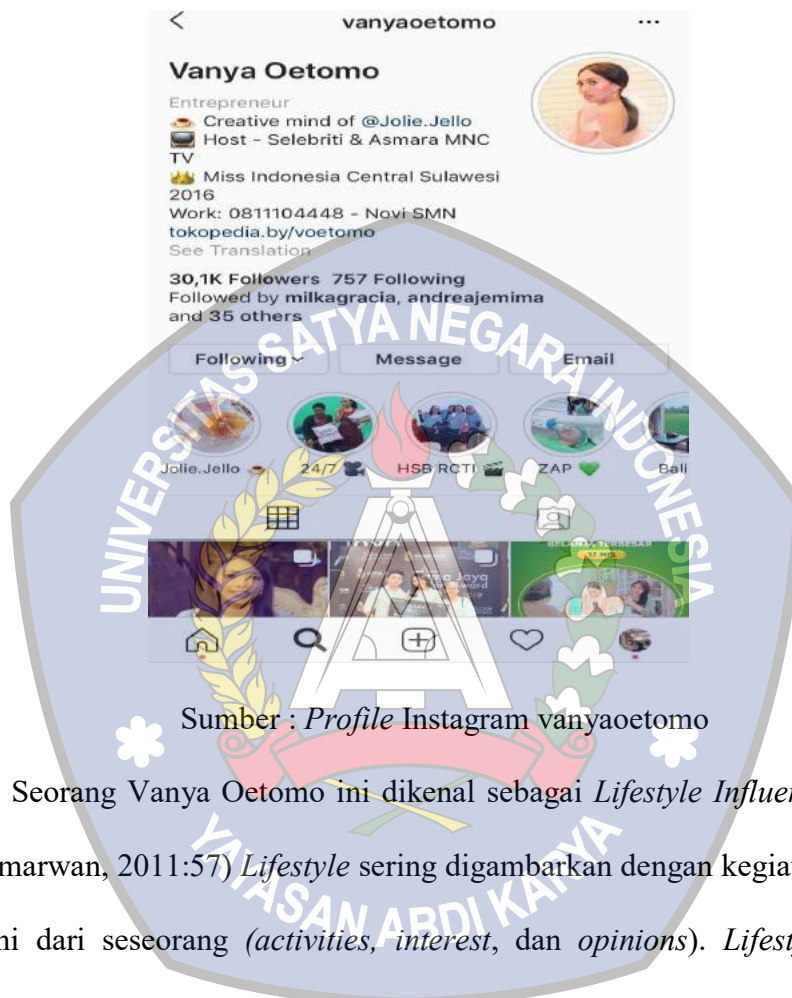 vanyaoetomo
Vanya Oetomo
Entrepreneur
Creative mind of @Jolie.Jello
Host - Selebriti & Asmara MNC
TV
Miss Indonesia Central Sulawesi
2016
Work: 0811104448 - Novi SMN
tokopedia.by/voetomo
See Translation
30,1K Followers 757 Following
Followed by milkagracia, andreajemima
and 35 others
Following Message Email
Jolie.Jello 24/7 HSB RCTI ZAP Bali
UNIVERSITAS SATYA NEGARA INDONESIA
Sumber : Profile Instagram vanyaoetomo
Seorang Vanya Oetomo ini dikenal sebagai Lifestyle Influen
marwan, 2011:57) Lifestyle sering digambarkan dengan kegiat
ni dari seseorang (activities, interest, dan opinions). Lifesty
YAYASAN ABDI KARYA